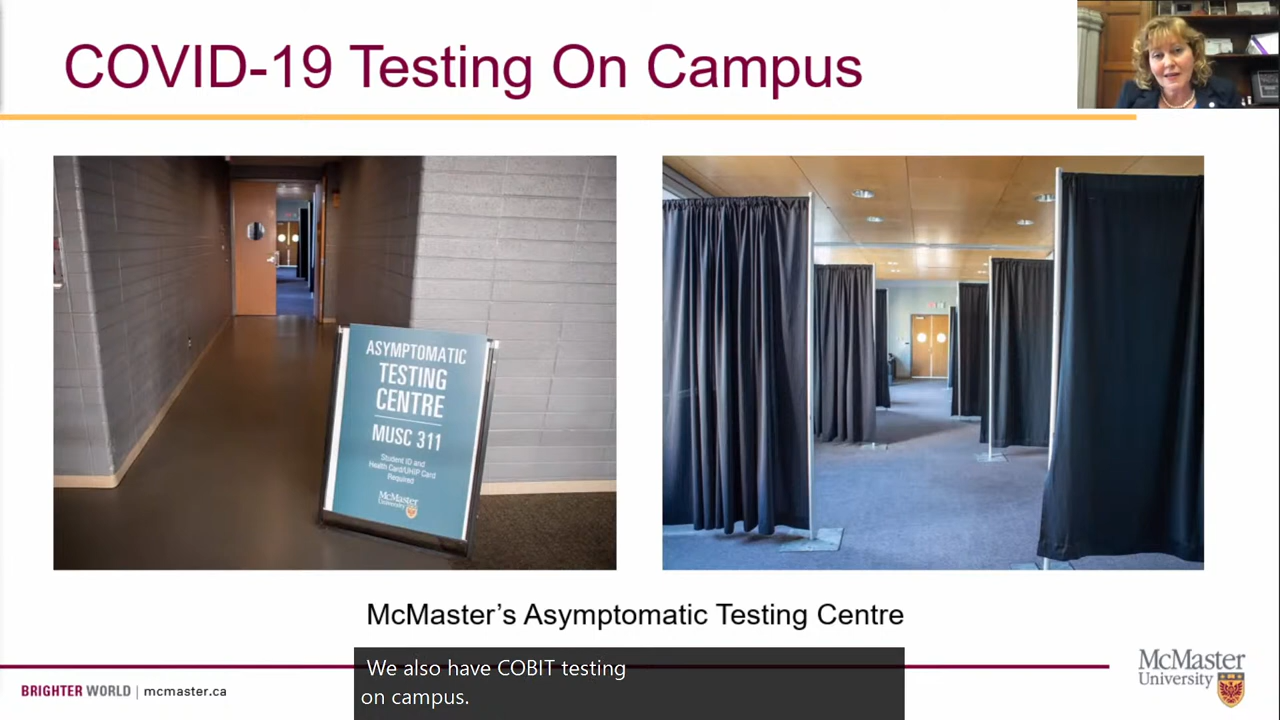 COVID-19 Testing On Campus
ASYMPTOMATIC
TESTING
CENTRE
MUSC 311
Student ID and
Health Card/UHIP Card
Required
McMaster
University
McMaster's Asymptomatic Testing Centre
We also have COBIT testing
on campus.
BRIGHTER WORLD | mcmaster.ca
McMaster
University